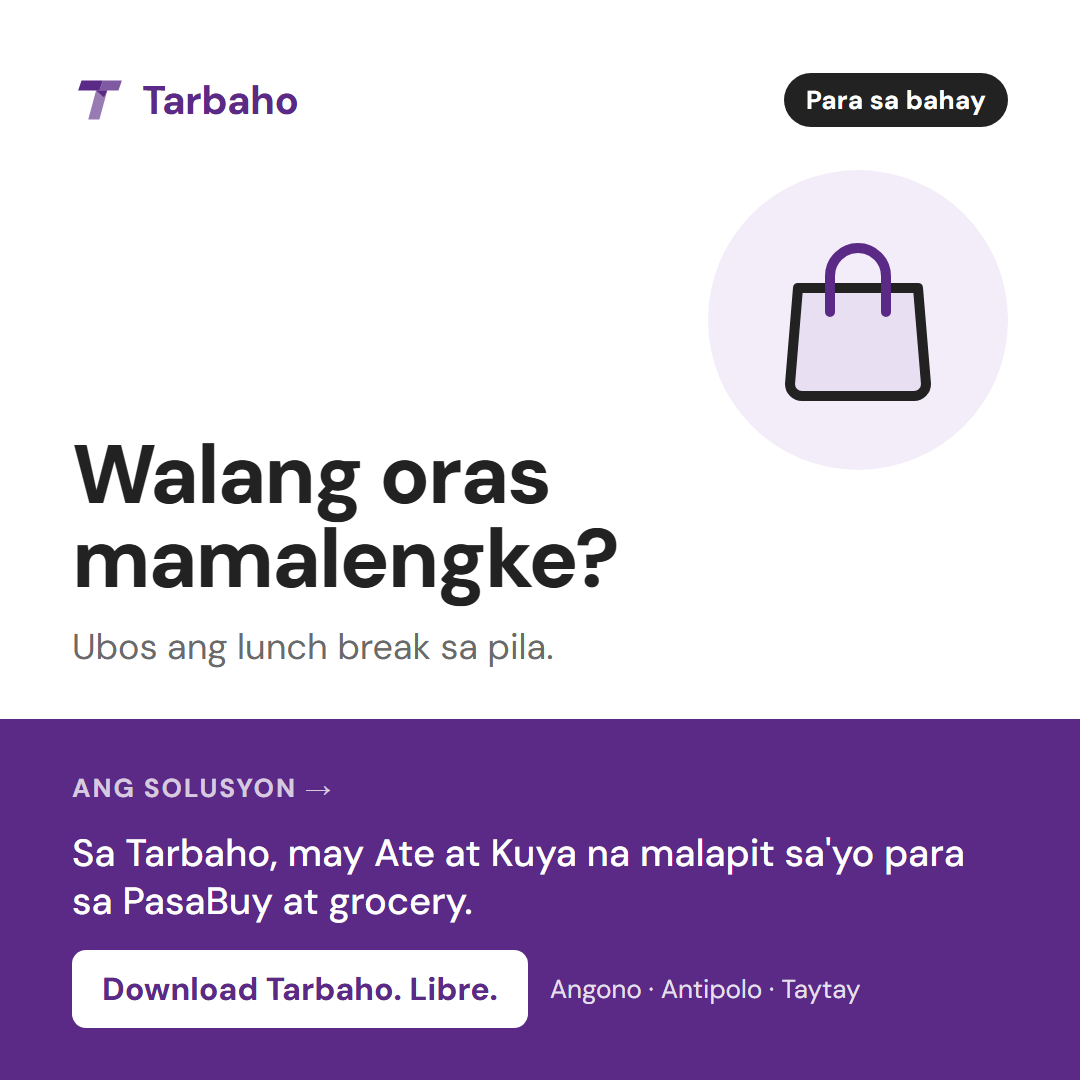 Tarbaho
Para sa bahay
Walang oras
mamalengke?
Ubos ang lunch break sa pila.
ANG SOLUSYON →
Sa Tarbaho, may Ate at Kuya na malapit sa'yo para
sa PasaBuy at grocery.
Download Tarbaho. Libre.
Angono · Antipolo · Taytay